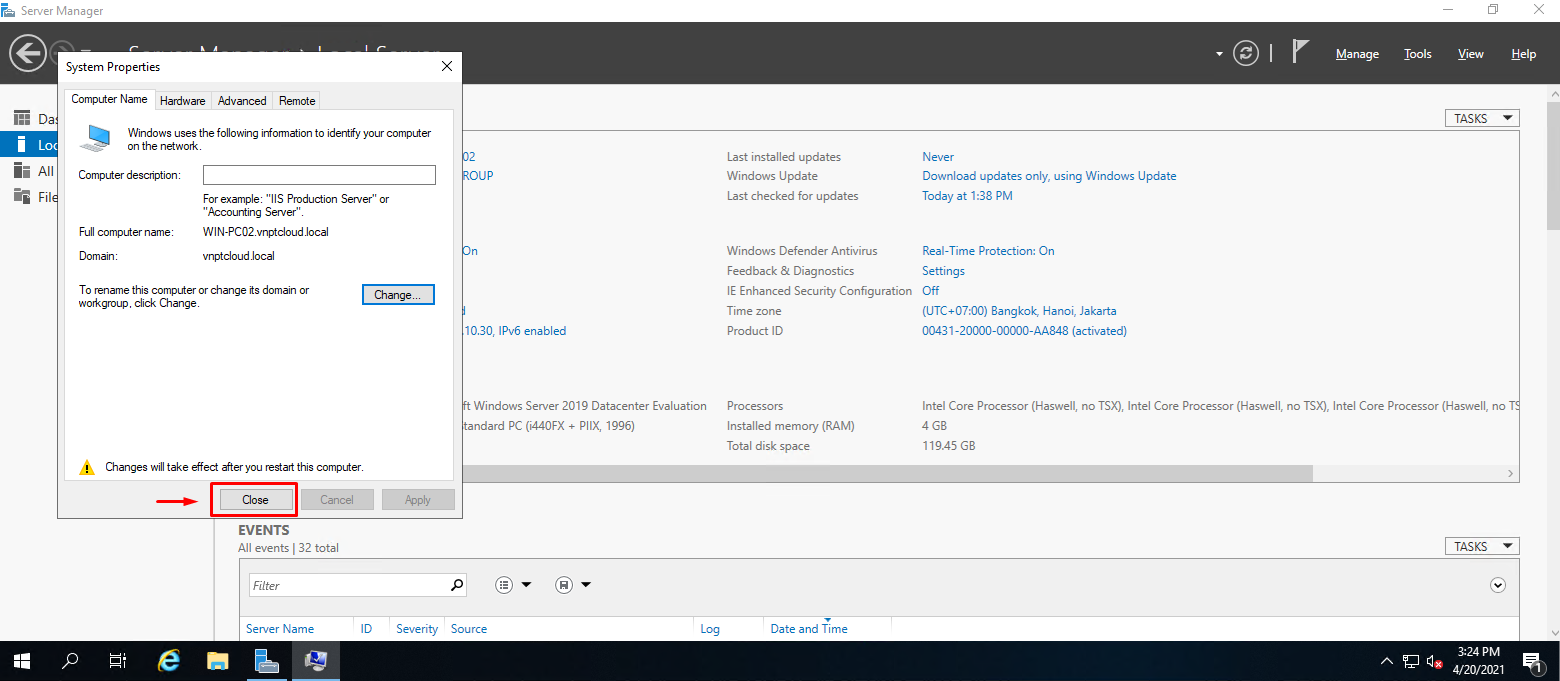 Server Manager
System Properties
Manage
Tools
View
Help
Computer Name
Hardware
Advanced
Remote
Windows uses the following information to identify your computer
on the network.
Computer description:
For example: "IIS Production Server" or
"Accounting Server".
Full computer name:
WIN-PC02.vnptcloud.local
Domain:
vnptcloud.local
To rename this computer or change its domain or
workgroup, click Change.
Change...
Changes will take effect after you restart this computer.
Close
Cancel
Apply
All
File
TASKS
02
ROUP
On
.10.30, IPv6 enabled
ft Windows Server 2019 Datacenter Evaluation
tandard PC (i440FX + PIIX, 1996)
Last installed updates
Never
Windows Update
Download updates only, using Windows Update
Last checked for updates
Today at 1:38 PM
Windows Defender Antivirus
Real-Time Protection: On
Feedback & Diagnostics
Settings
IE Enhanced Security Configuration
Off
Time zone
(UTC+07:00) Bangkok, Hanoi, Jakarta
Product ID
00431-20000-00000-AA848 (activated)
Processors
Intel Core Processor (Haswell, no TSX), Intel Core Processor (Haswell, no TSX), Intel Core Processor (Haswell, no TS
Installed memory (RAM)
4 GB
Total disk space
119.45 GB
EVENTS
All events | 32 total
TASKS
Filter
Server Name
ID
Severity
Source
Log
Date and Time
3:24 PM
4/20/2021
1